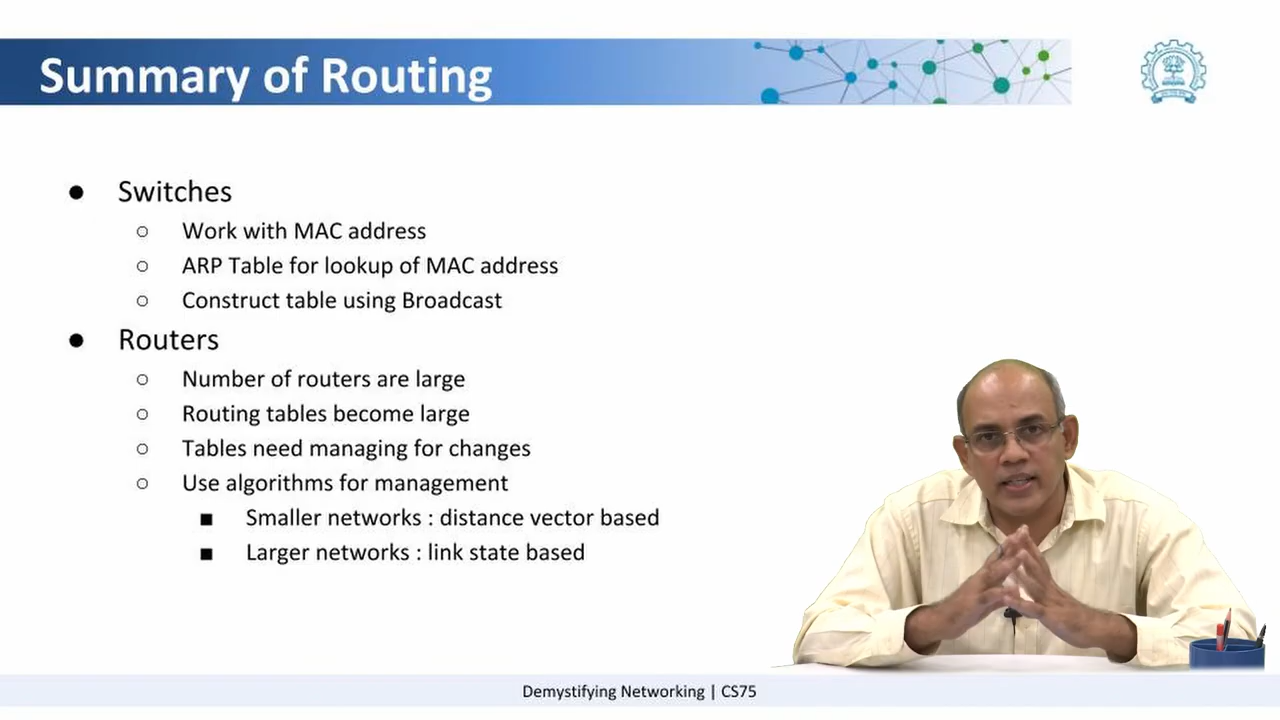 Summary of Routing
● Switches
○ Work with MAC address
○ ARP Table for lookup of MAC address
○ Construct table using Broadcast
● Routers
○ Number of routers are large
○ Routing tables become large
○ Tables need managing for changes
○ Use algorithms for management
■ Smaller networks : distance vector based
■ Larger networks : link state based
Demystifying Networking | CS75